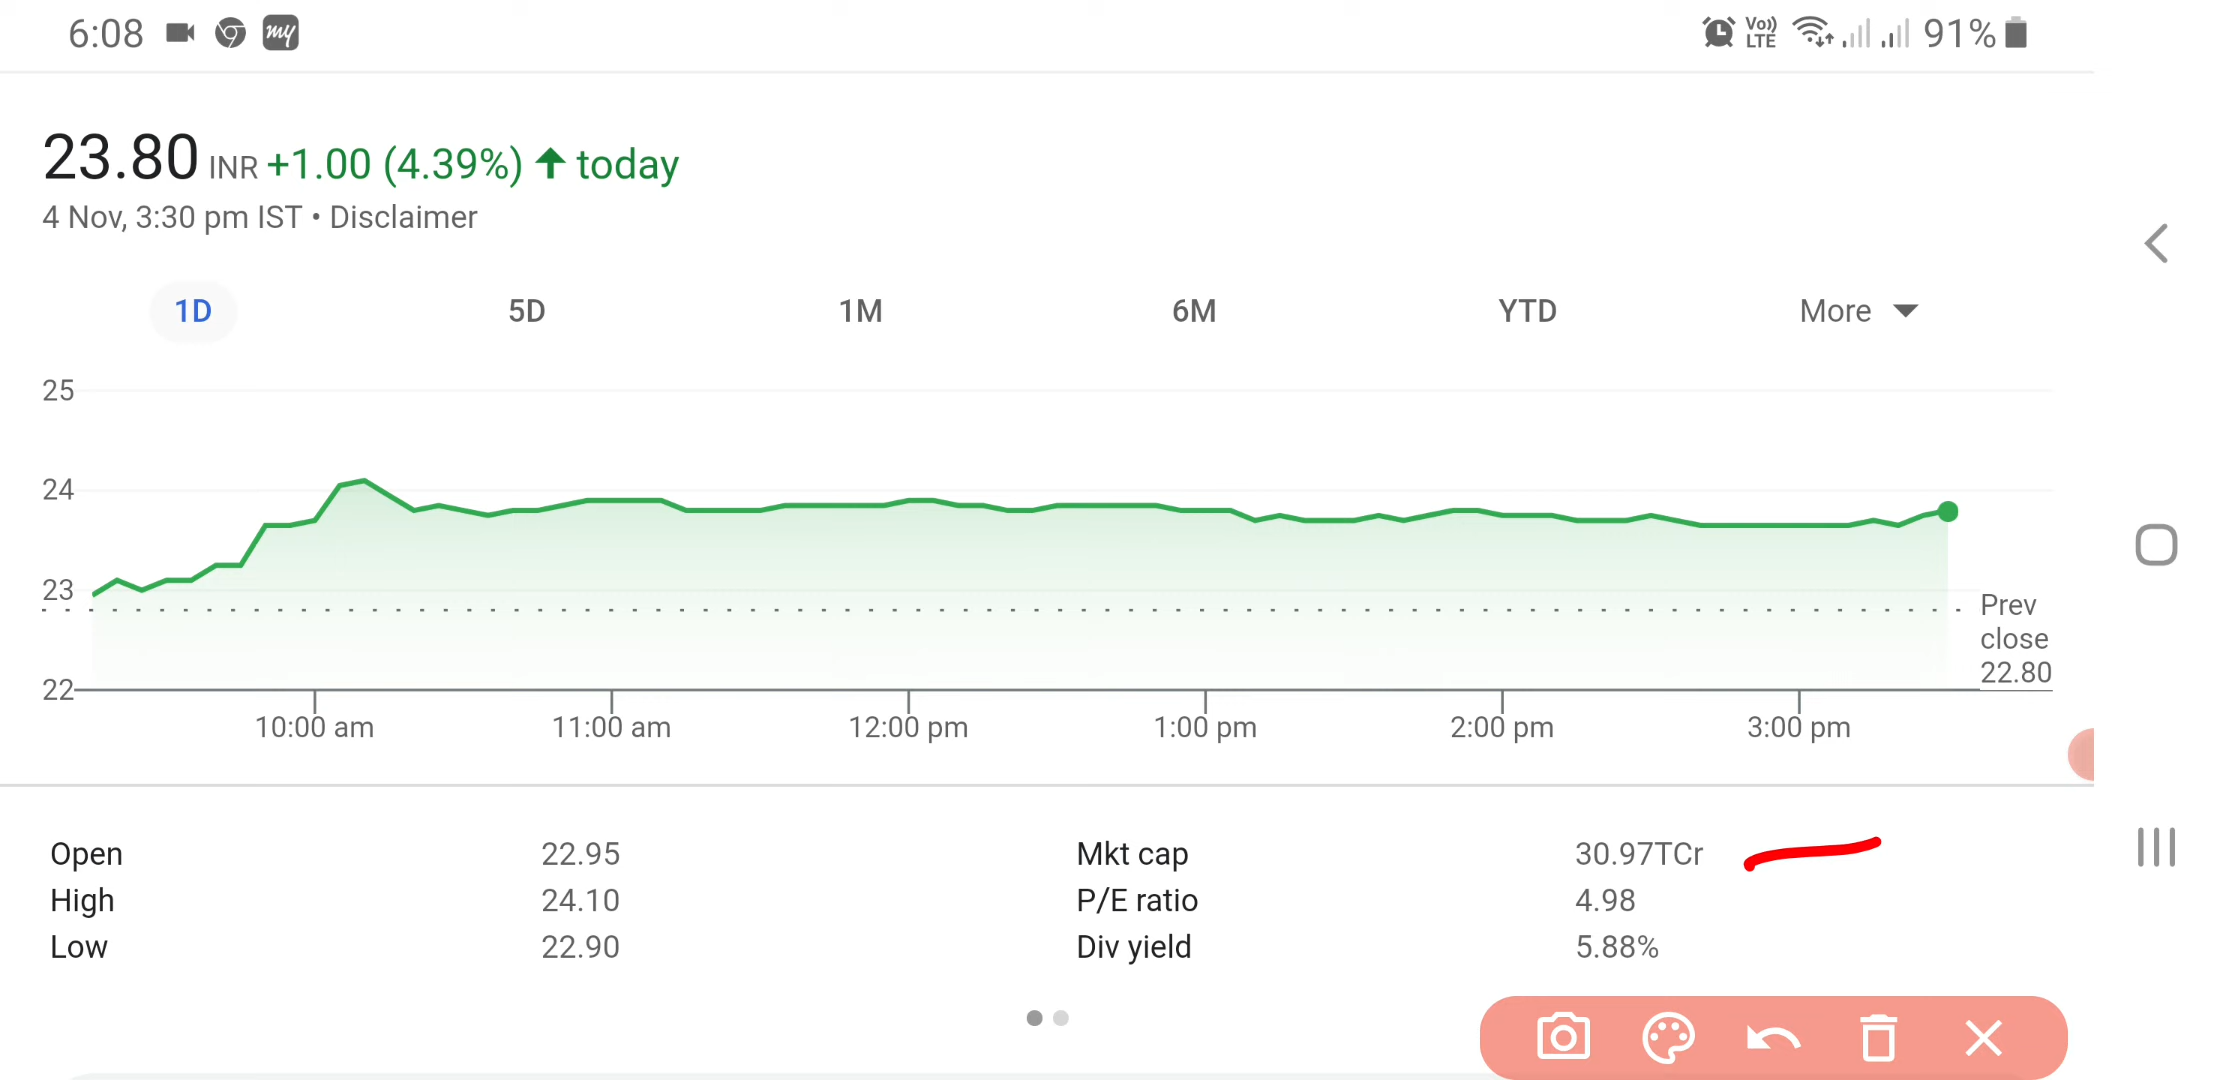 6:08 my Vo)) LTE 91%
23.80 INR +1.00 (4.39%) today
4 Nov, 3:30 pm IST • Disclaimer
1D 5D 1M 6M YTD More
25
24
23
Prev
close
22.80
22
10:00 am 11:00 am 12:00 pm 1:00 pm 2:00 pm 3:00 pm
Open 22.95 Mkt cap 30.97TCr
High 24.10 P/E ratio 4.98
Low 22.90 Div yield 5.88%